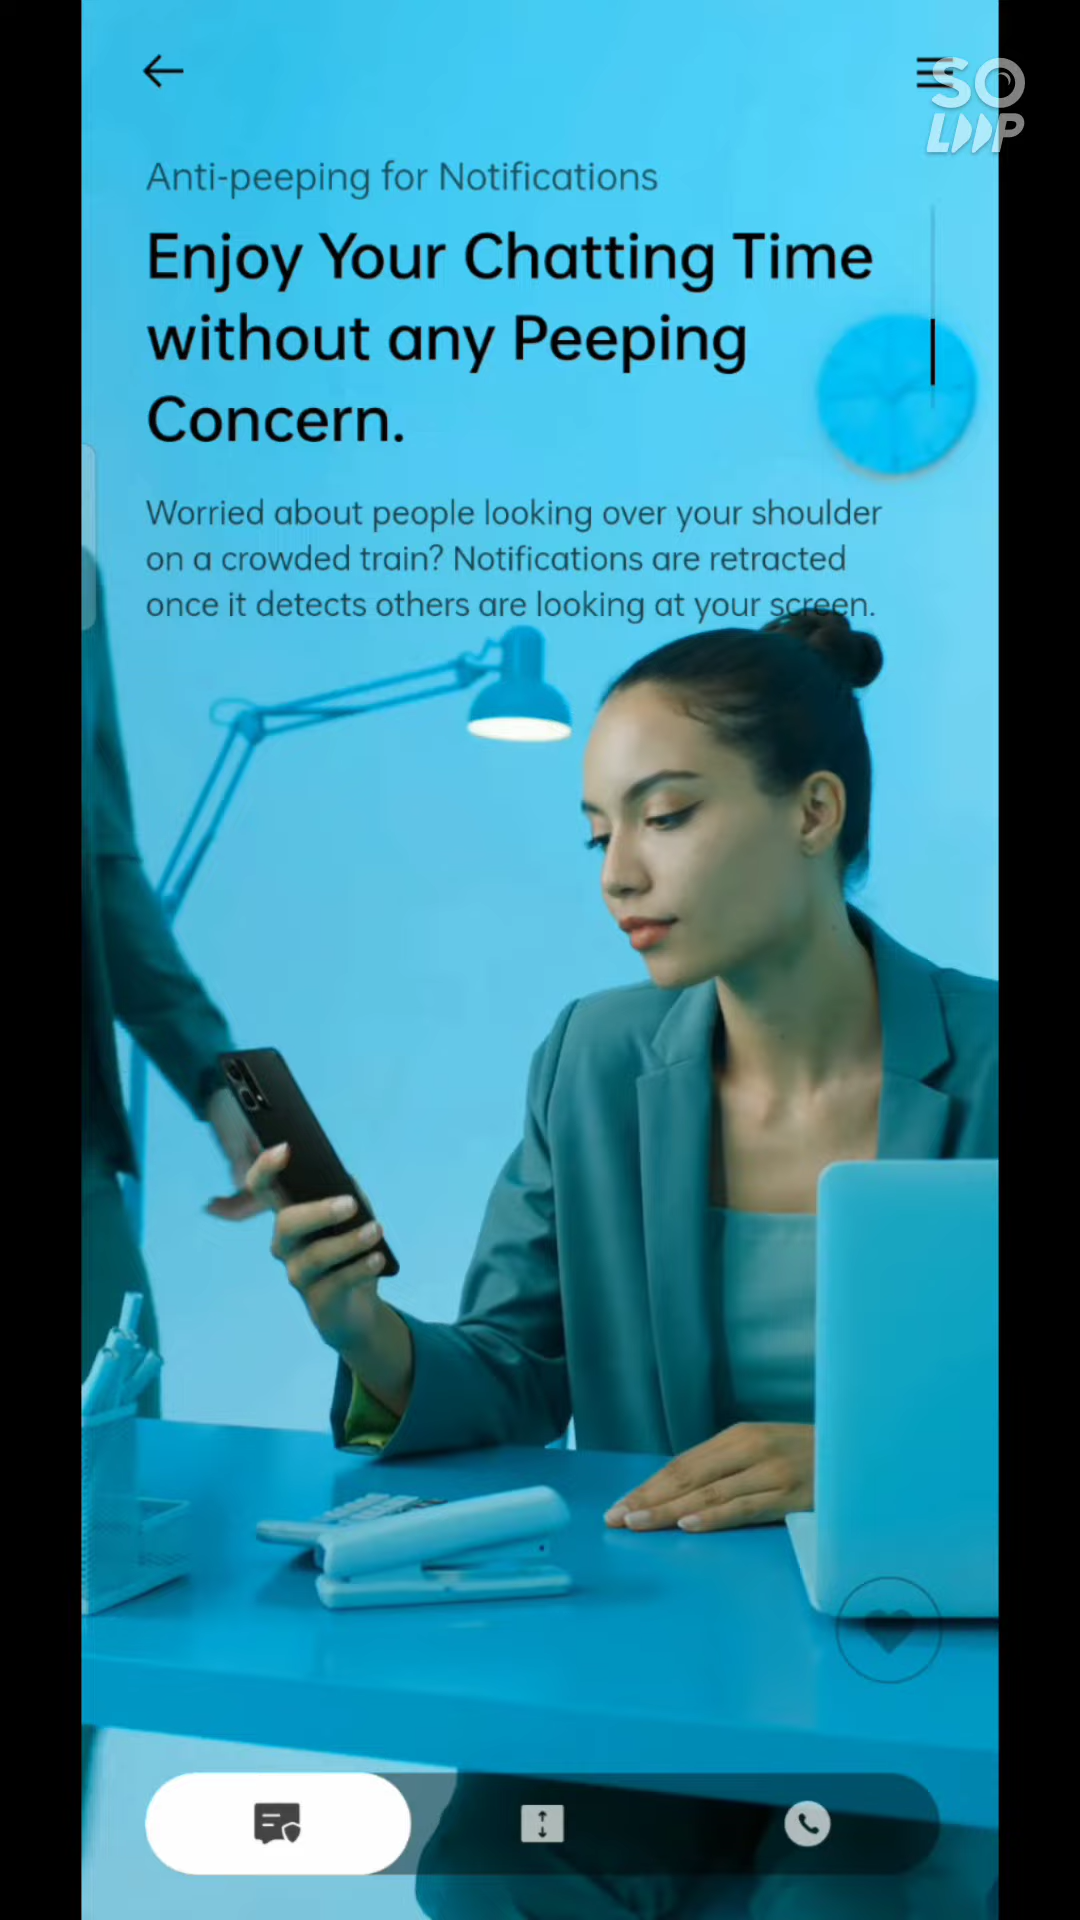 SO
LOOP
Anti-peeping for Notifications
Enjoy Your Chatting Time
without any Peeping
Concern.
Worried about people looking over your shoulder
on a crowded train? Notifications are retracted
once it detects others are looking at your screen.